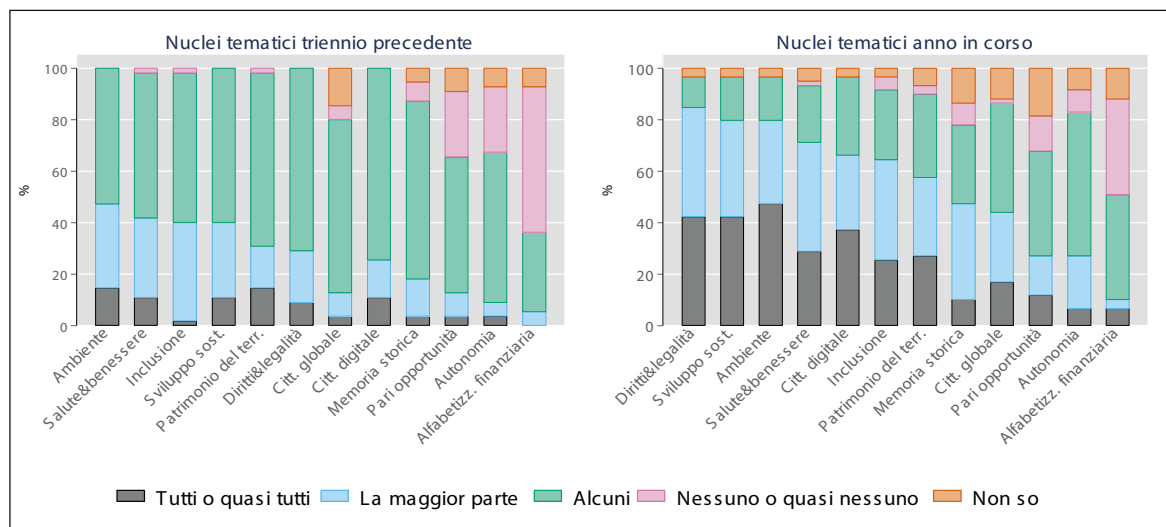 Nuclei tematici triennio precedente
%
100
80
60
40
20
0
Ambiente
Salute&benessere
Inclusione
Sviluppo sost.
Patrimonio del terr.
Diritti&legalità
Citt. globale
Citt. digitale
Memoria storica
Pari opportunità
Autonomia
Alfabetizz. finanziaria
Nuclei tematici anno in corso
%
100
80
60
40
20
0
Diritti&legalità
Sviluppo sost.
Ambiente
Salute&benessere
Citt. digitale
Inclusione
Patrimonio del terr.
Memoria storica
Citt. globale
Pari opportunità
Autonomia
Alfabetizz. finanziaria
Tutti o quasi tutti
La maggior parte
Alcuni
Nessuno o quasi nessuno
Non so